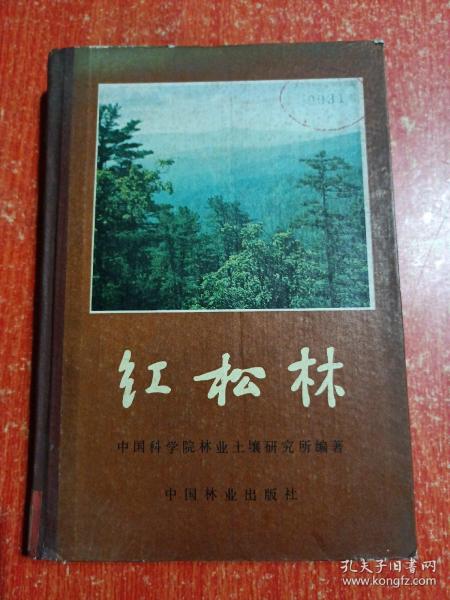 0031
红松林
中国科学院林业土壤研究所编著
中国林业出版社
孔夫子旧书网
www.kongfz.com